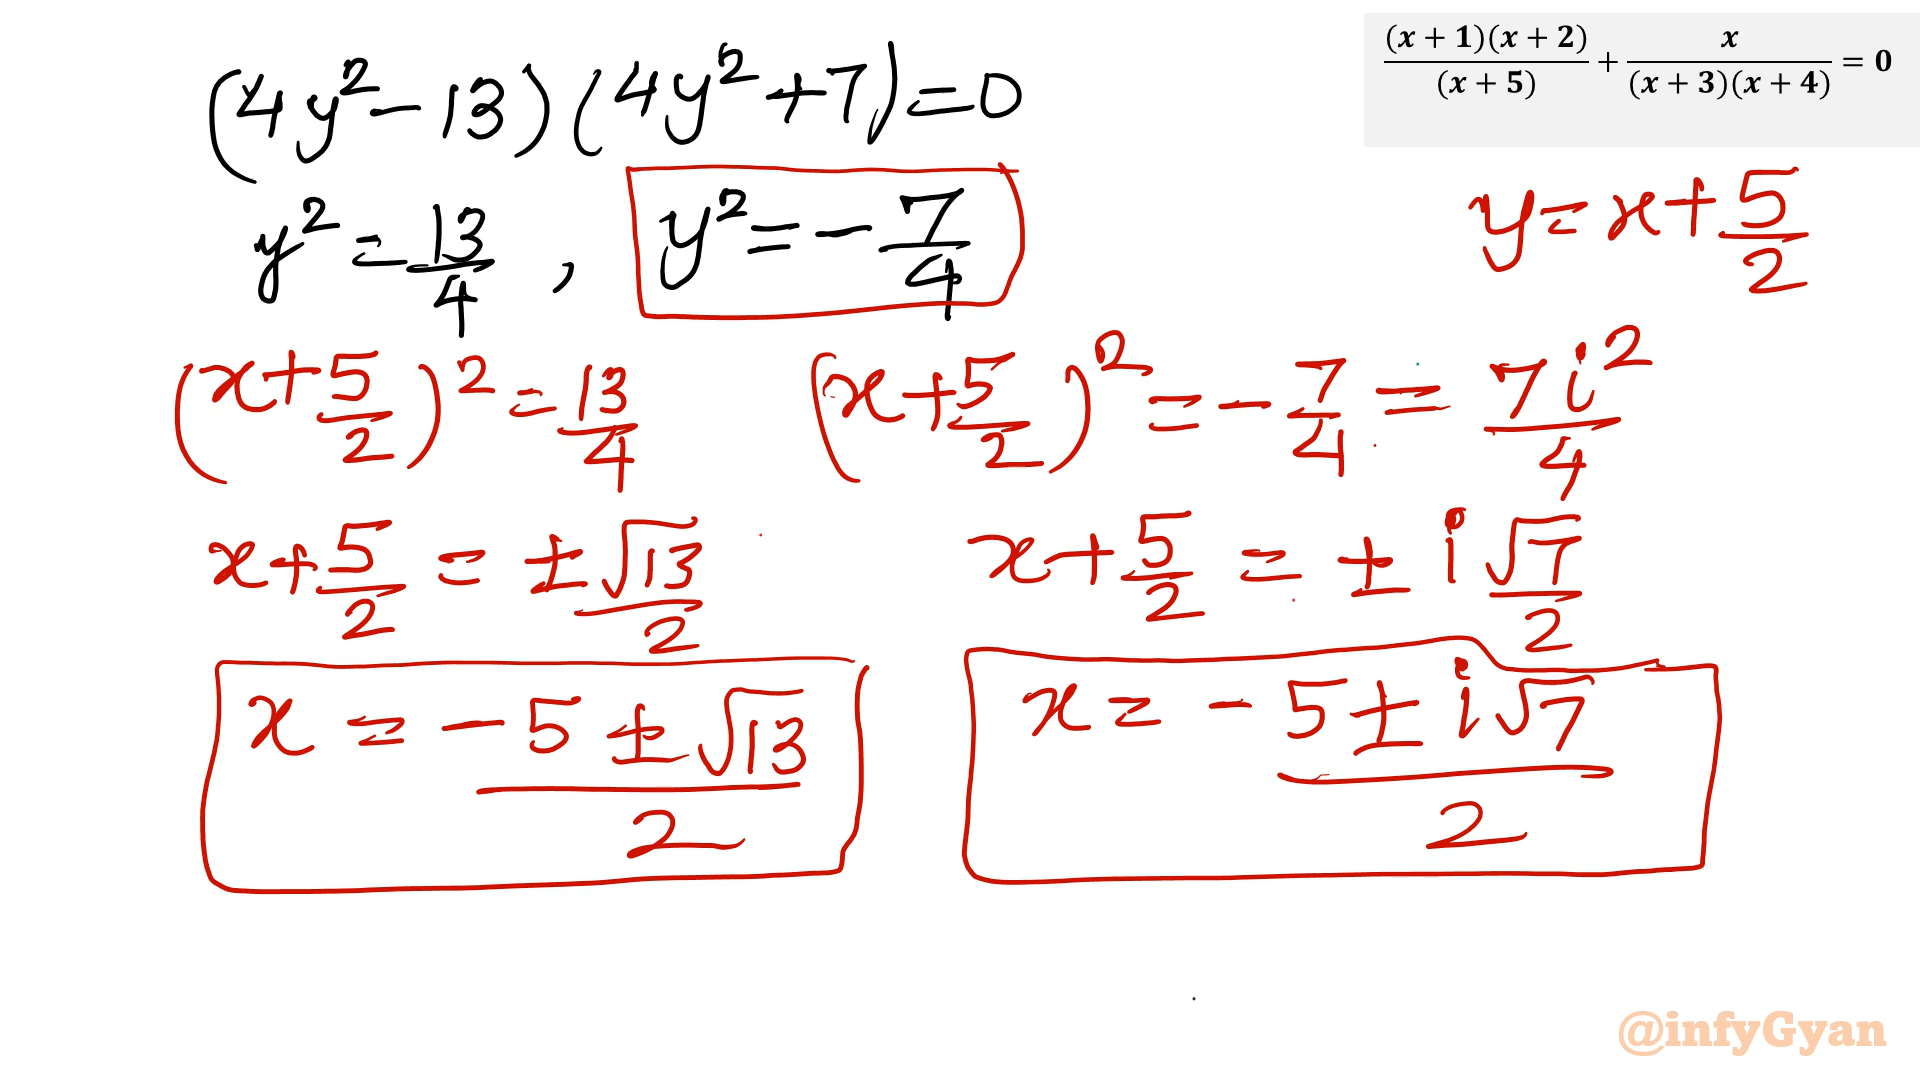 (x + 1)(x + 2)/(x + 5) + x/((x + 3)(x + 4)) = 0
(4y² − 13)(4y² + 7) = 0
y² = 13/4 , y² = − 7/4
y = x + 5/2
(x + 5/2)² = 13/4
(x + 5/2)² = − 7/4 = 7i²/4
x + 5/2 = ± √13/2
x + 5/2 = ± i √7/2
x = − 5 ± √13/2
x = − 5 ± i√7/2
@infyGyan